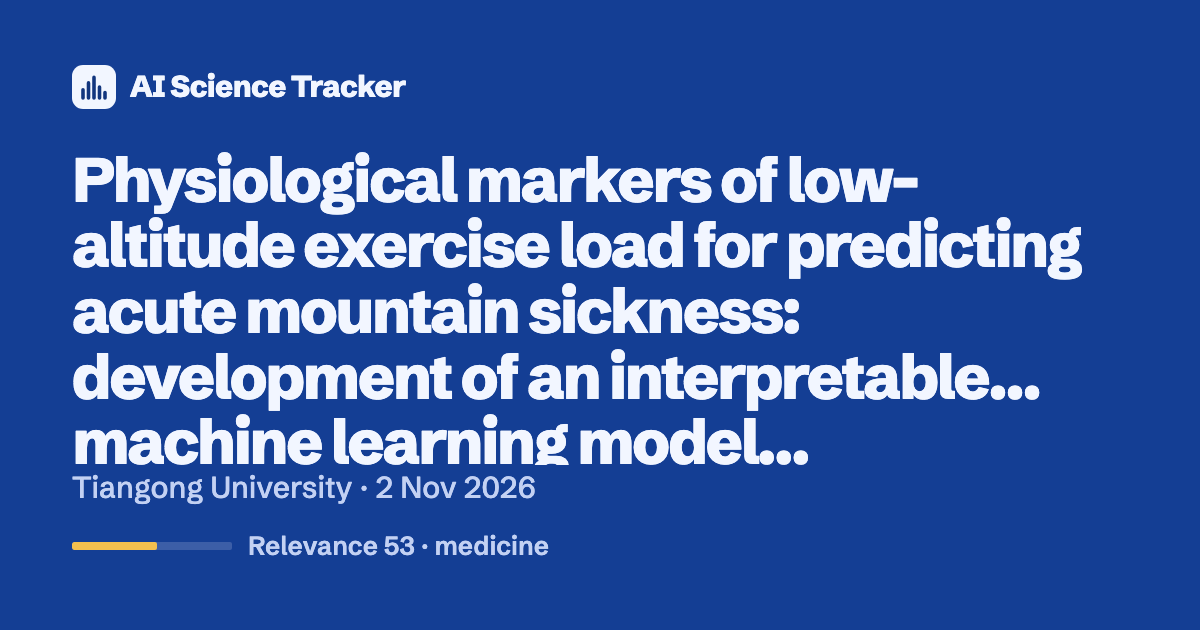 AI Science Tracker
Physiological markers of low-
altitude exercise load for predicting
acute mountain sickness:
development of an interpretable...
machine learning model...
Tiangong University · 2 Nov 2026
Relevance 53 · medicine